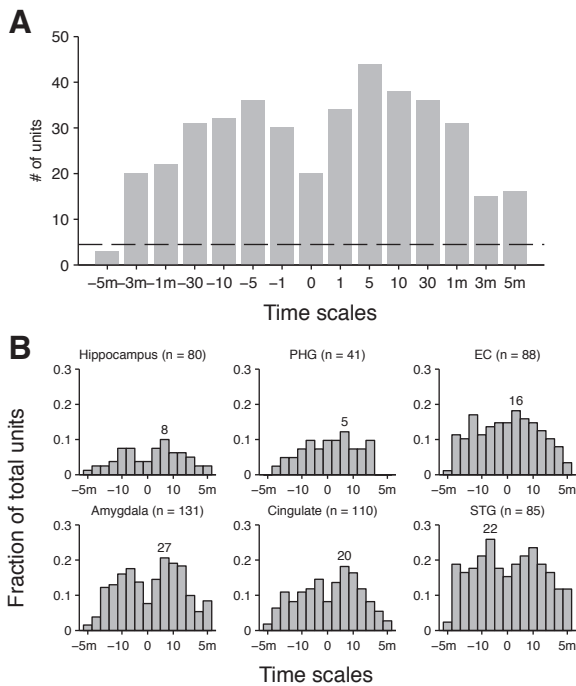 A
50
40
30
20
10
0
# of units
−5m −3m −1m −30 −10 −5 −1 0 1 5 10 30 1m 3m 5m
Time scales
B
Fraction of total units
Hippocampus (n = 80)
0.3
0.2
0.1
0
8
−5m −10 0 10 5m
PHG (n = 41)
0.3
0.2
0.1
0
5
−5m −10 0 10 5m
EC (n = 88)
0.3
0.2
0.1
0
16
−5m −10 0 10 5m
Amygdala (n = 131)
0.3
0.2
0.1
0
27
−5m −10 0 10 5m
Cingulate (n = 110)
0.3
0.2
0.1
0
20
−5m −10 0 10 5m
STG (n = 85)
0.3
0.2
0.1
0
22
−5m −10 0 10 5m
Time scales